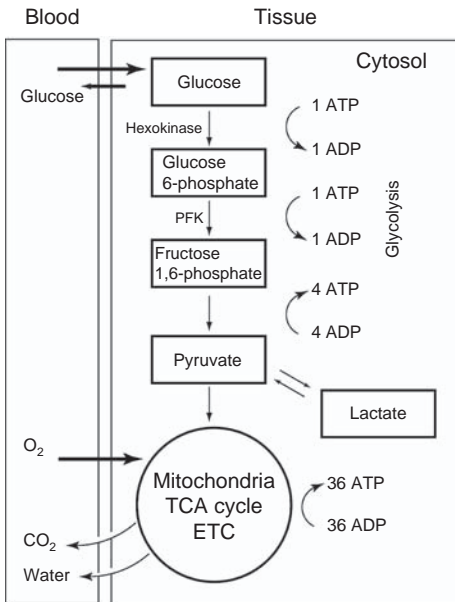 Blood
Tissue
Cytosol
Glucose
Glucose
1 ATP
Hexokinase
1 ADP
Glucose
6-phosphate
1 ATP
PFK
1 ADP
Glycolysis
Fructose
1,6-phosphate
4 ATP
4 ADP
Pyruvate
Lactate
O₂
Mitochondria
TCA cycle
ETC
36 ATP
36 ADP
CO₂
Water